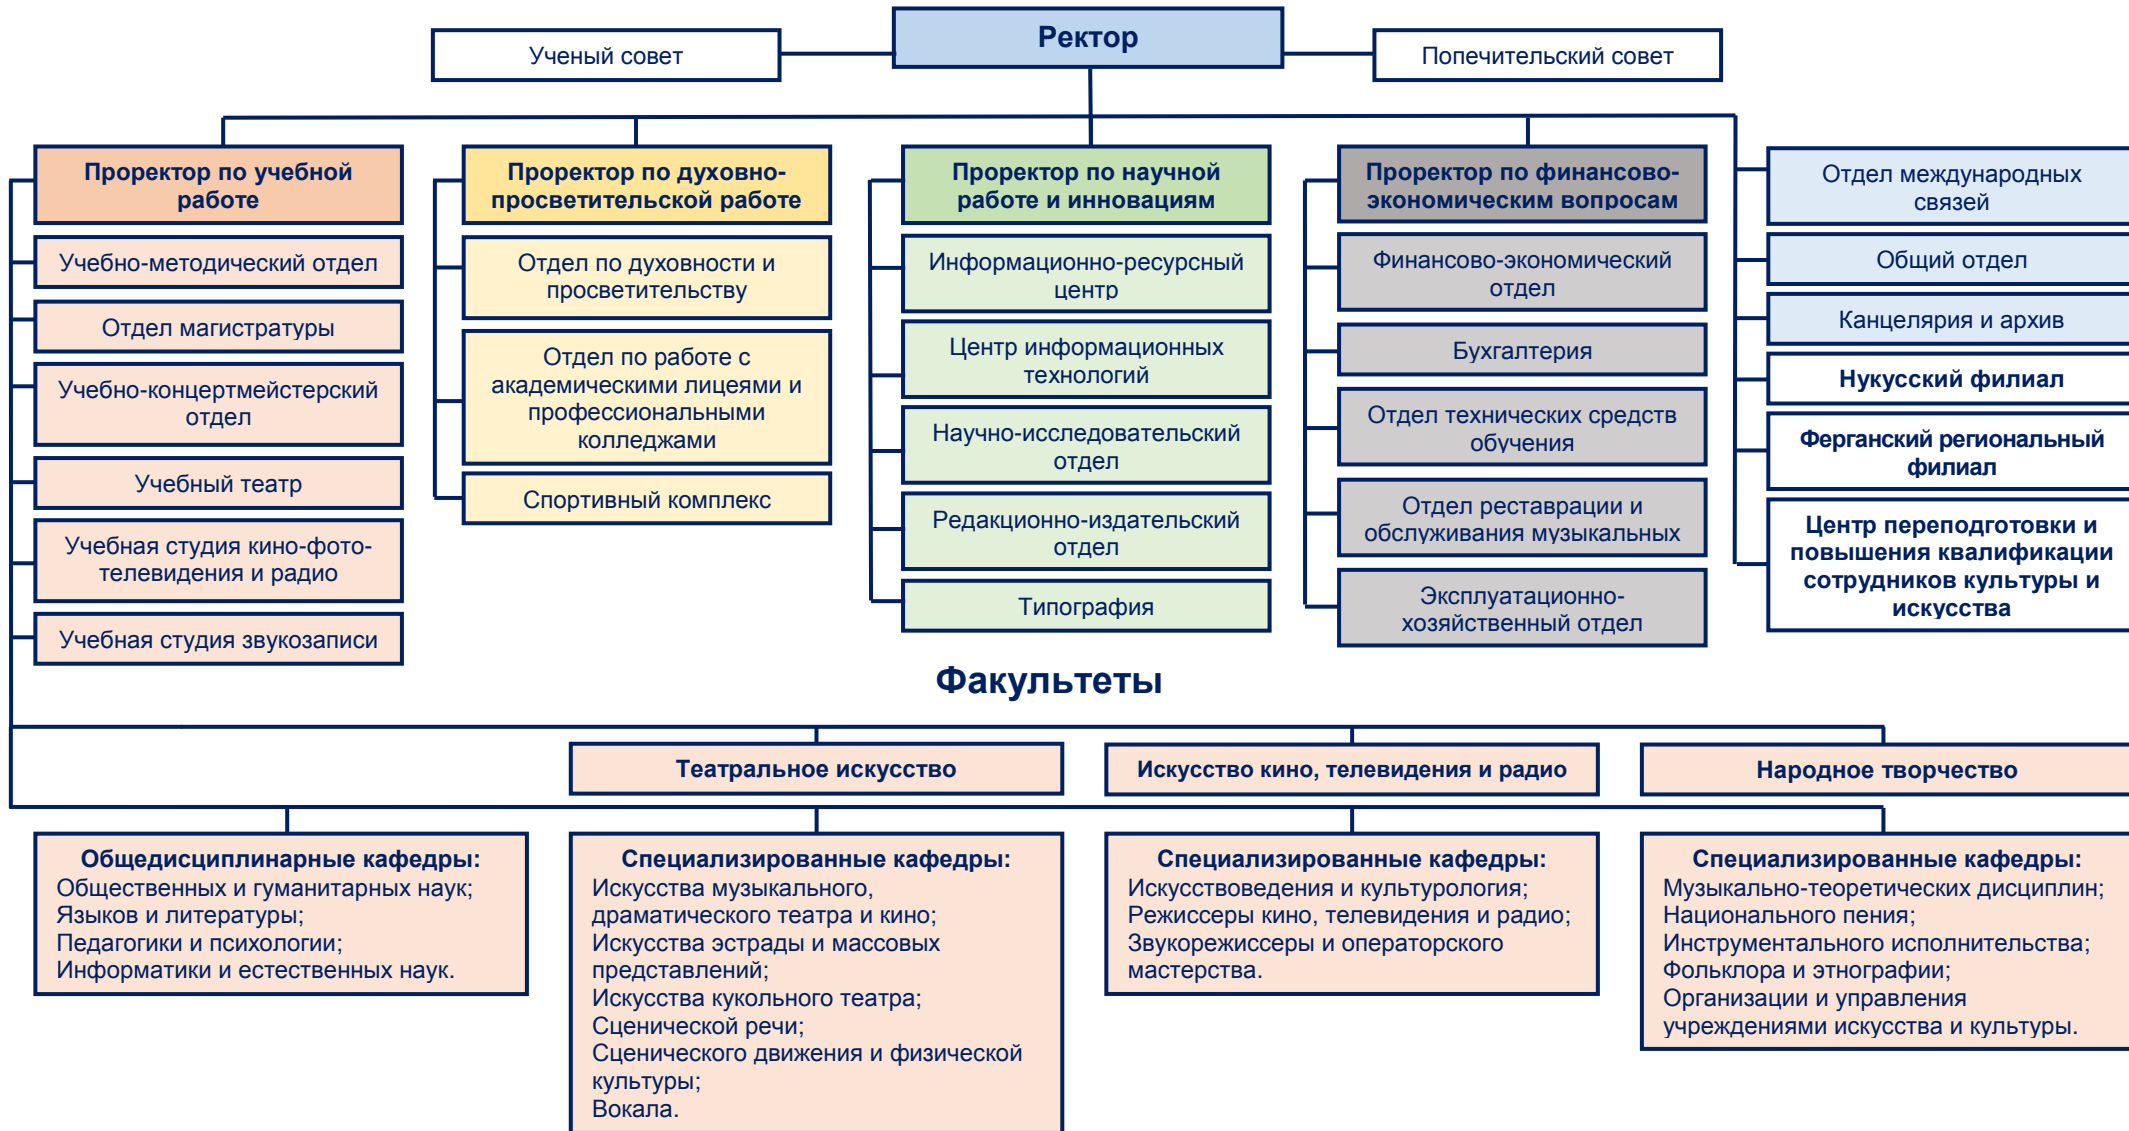 Ректор
Ученый совет
Попечительский совет
Проректор по учебной
работе
Учебно-методический отдел
Отдел магистратуры
Учебно-концертмейстерский
отдел
Учебный театр
Учебная студия кино-фото-
телевидения и радио
Учебная студия звукозаписи
Проректор по духовно-
просветительской работе
Отдел по духовности и
просветительству
Отдел по работе с
академическими лицеями и
профессиональными
колледжами
Спортивный комплекс
Проректор по научной
работе и инновациям
Информационно-ресурсный
центр
Центр информационных
технологий
Научно-исследовательский
отдел
Редакционно-издательский
отдел
Типография
Проректор по финансово-
экономическим вопросам
Финансово-экономический
отдел
Бухгалтерия
Отдел технических средств
обучения
Отдел реставрации и
обслуживания музыкальных
Эксплуатационно-
хозяйственный отдел
Отдел международных
связей
Общий отдел
Канцелярия и архив
Нукусский филиал
Ферганский региональный
филиал
Центр переподготовки и
повышения квалификации
сотрудников культуры и
искусства
Факультеты
Театральное искусство
Искусство кино, телевидения и радио
Народное творчество
Общедисциплинарные кафедры:
Общественных и гуманитарных наук;
Языков и литературы;
Педагогики и психологии;
Информатики и естественных наук.
Специализированные кафедры:
Искусства музыкального,
драматического театра и кино;
Искусства эстрады и массовых
представлений;
Искусства кукольного театра;
Сценической речи;
Сценического движения и физической
культуры;
Вокала.
Специализированные кафедры:
Искусствоведения и культурология;
Режиссеры кино, телевидения и радио;
Звукорежиссеры и операторского
мастерства.
Специализированные кафедры:
Музыкально-теоретических дисциплин;
Национального пения;
Инструментального исполнительства;
Фольклора и этнографии;
Организации и управления
учреждениями искусства и культуры.